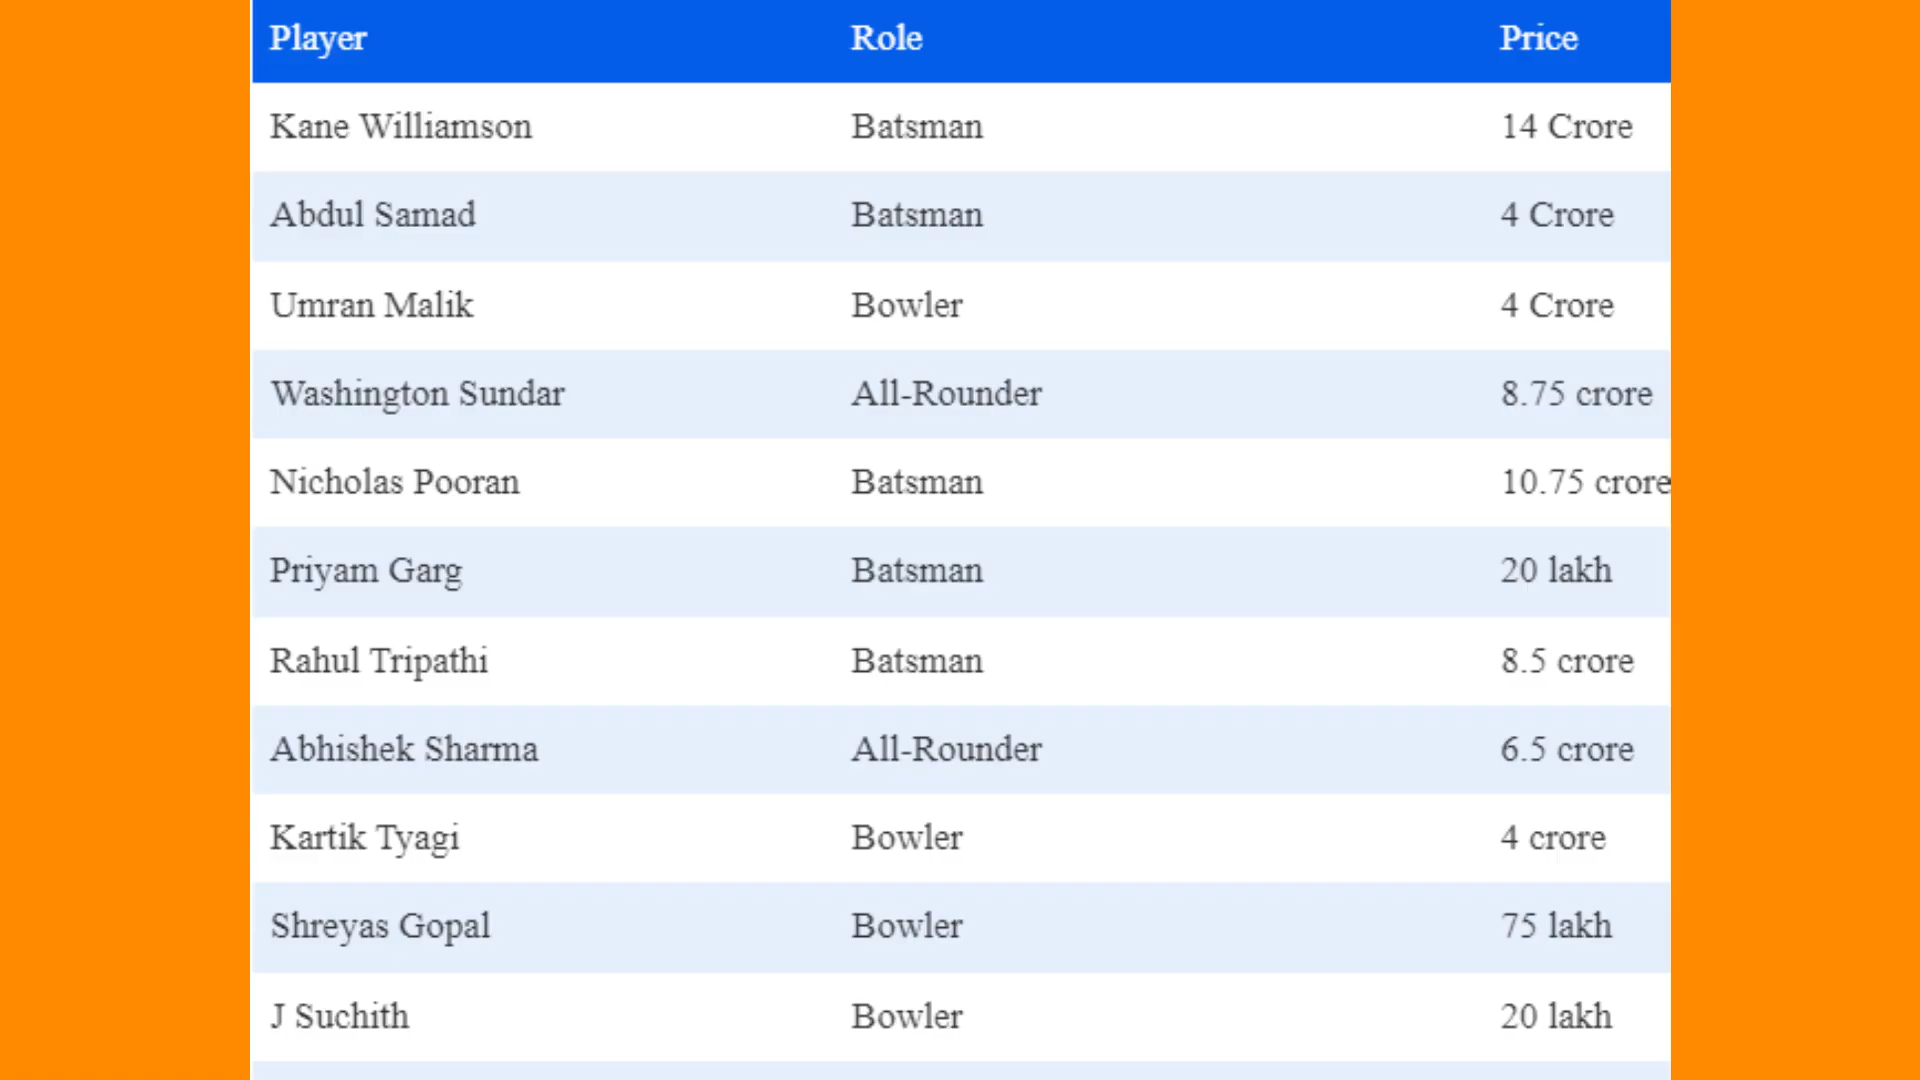 Player Role Price
Kane Williamson Batsman 14 Crore
Abdul Samad Batsman 4 Crore
Umran Malik Bowler 4 Crore
Washington Sundar All-Rounder 8.75 crore
Nicholas Pooran Batsman 10.75 crore
Priyam Garg Batsman 20 lakh
Rahul Tripathi Batsman 8.5 crore
Abhishek Sharma All-Rounder 6.5 crore
Kartik Tyagi Bowler 4 crore
Shreyas Gopal Bowler 75 lakh
J Suchith Bowler 20 lakh